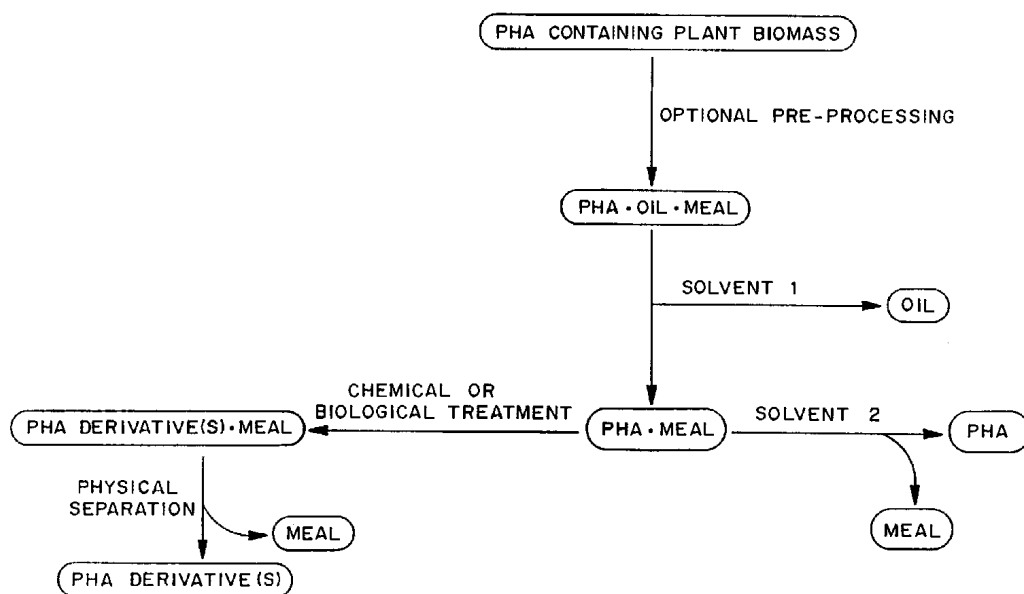 PHA CONTAINING PLANT BIOMASS
OPTIONAL PRE-PROCESSING
PHA·OIL·MEAL
SOLVENT 1
OIL
CHEMICAL OR
BIOLOGICAL TREATMENT
SOLVENT 2
PHA DERIVATIVE(S)·MEAL
PHA·MEAL
PHA
PHYSICAL
SEPARATION
MEAL
MEAL
PHA DERIVATIVE(S)